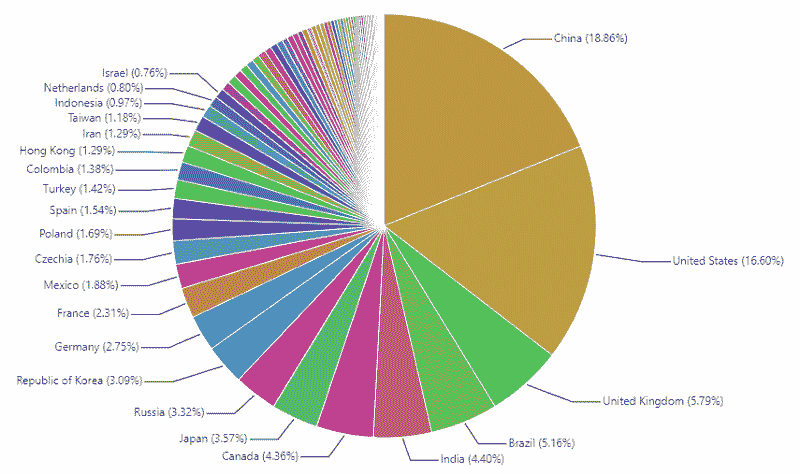 China (18.86%)
United States (16.60%)
United Kingdom (5.79%)
Brazil (5.16%)
India (4.40%)
Canada (4.36%)
Japan (3.57%)
Russia (3.32%)
Republic of Korea (3.09%)
Germany (2.75%)
France (2.31%)
Mexico (1.88%)
Czechia (1.76%)
Poland (1.69%)
Spain (1.54%)
Turkey (1.42%)
Colombia (1.38%)
Hong Kong (1.29%)
Iran (1.29%)
Taiwan (1.18%)
Indonesia (0.97%)
Netherlands (0.80%)
Israel (0.76%)